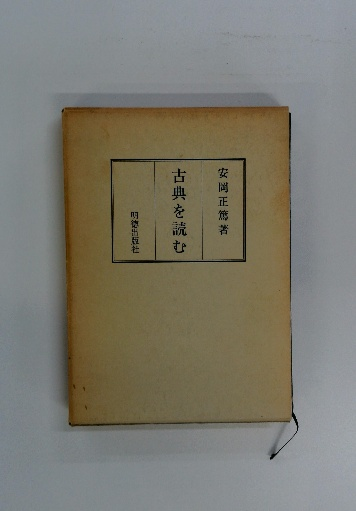 安岡正篤著
古典を読む
明徳出版社